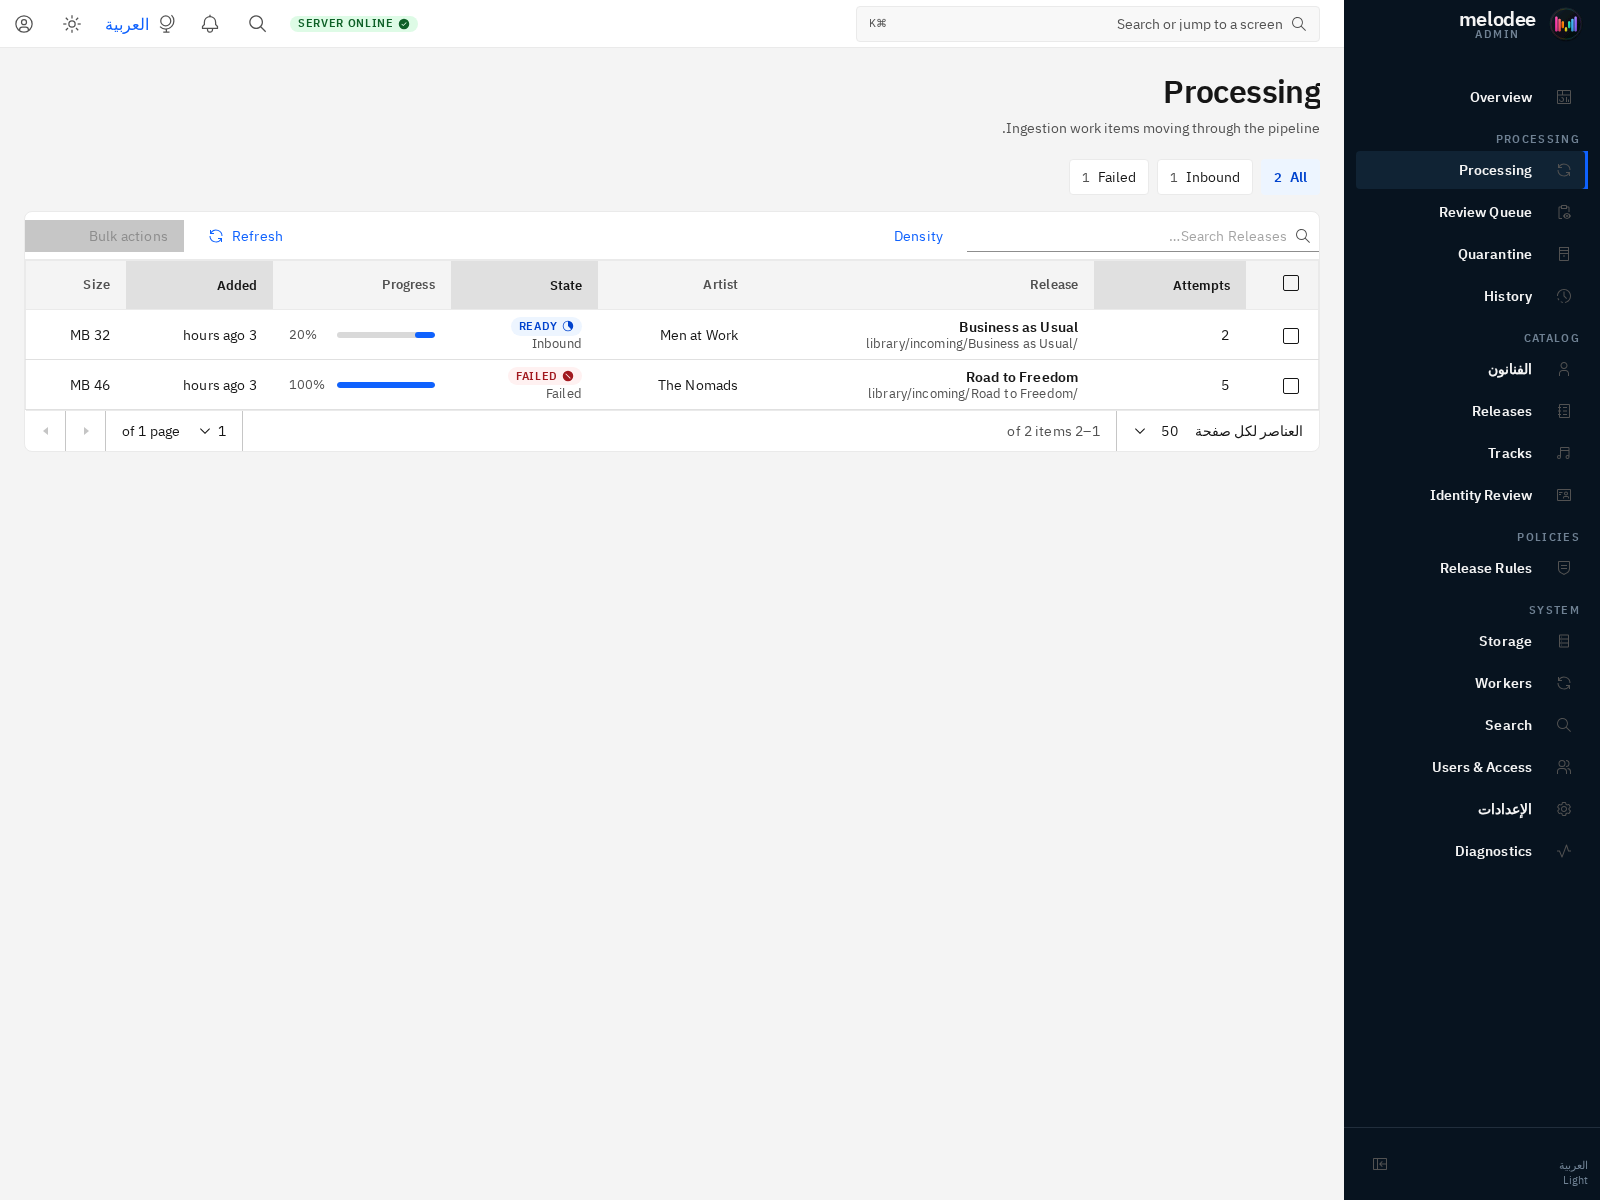 melodee
ADMIN
Overview
PROCESSING
Processing
Review Queue
Quarantine
History
CATALOG
الفنانون
Releases
Tracks
Identity Review
POLICIES
Release Rules
SYSTEM
Storage
Workers
Search
Users & Access
الإعدادات
Diagnostics
العربية
Light
Search or jump to a screen
K⌘
SERVER ONLINE
العربية
Processing
.Ingestion work items moving through the pipeline
All 2
Inbound 1
Failed 1
...Search Releases
Density
Refresh
Bulk actions
Attempts
Release
Artist
State
Progress
Added
Size
2
Business as Usual
library/incoming/Business as Usual/
Men at Work
READY
Inbound
20%
hours ago 3
MB 32
5
Road to Freedom
library/incoming/Road to Freedom/
The Nomads
FAILED
Failed
100%
hours ago 3
MB 46
العناصر لكل صفحة
50
of 2 items 2–1
1
of 1 page